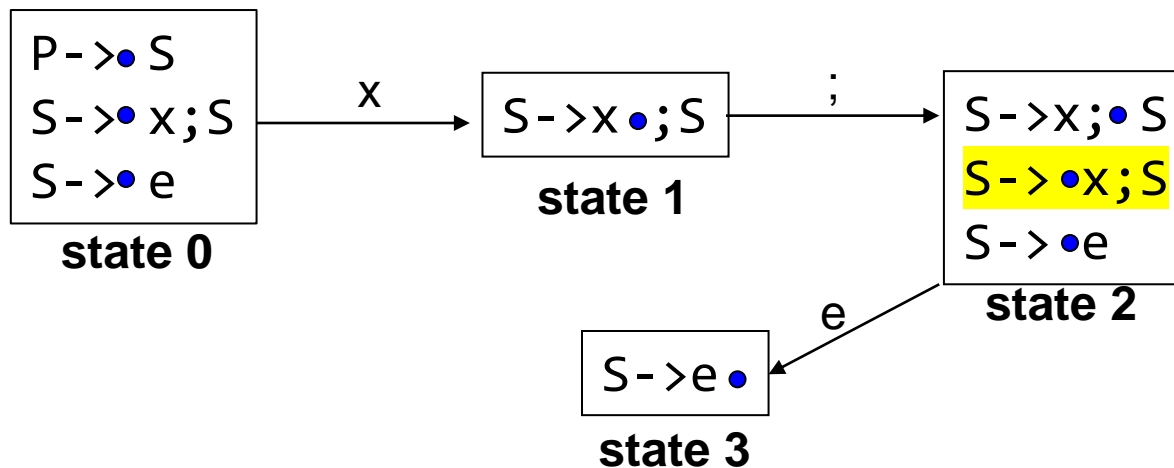 P->• S
S->• x;S
S->• e
state 0
x
S->x •;S
state 1
;
S->x;• S
S-> •x;S
S-> •e
state 2
e
S->e •
state 3